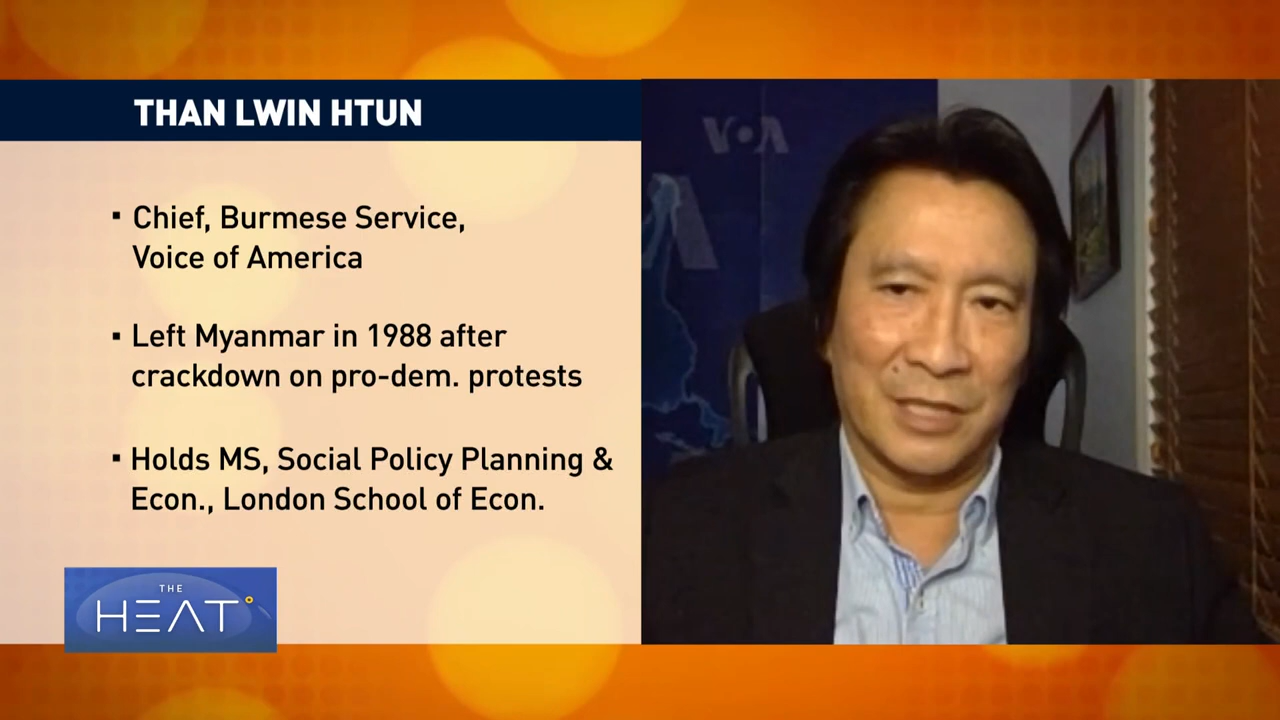 THAN LWIN HTUN
VOA
▪ Chief, Burmese Service,
Voice of America
▪ Left Myanmar in 1988 after
crackdown on pro-dem. protests
▪ Holds MS, Social Policy Planning &
Econ., London School of Econ.
THE
HEAT